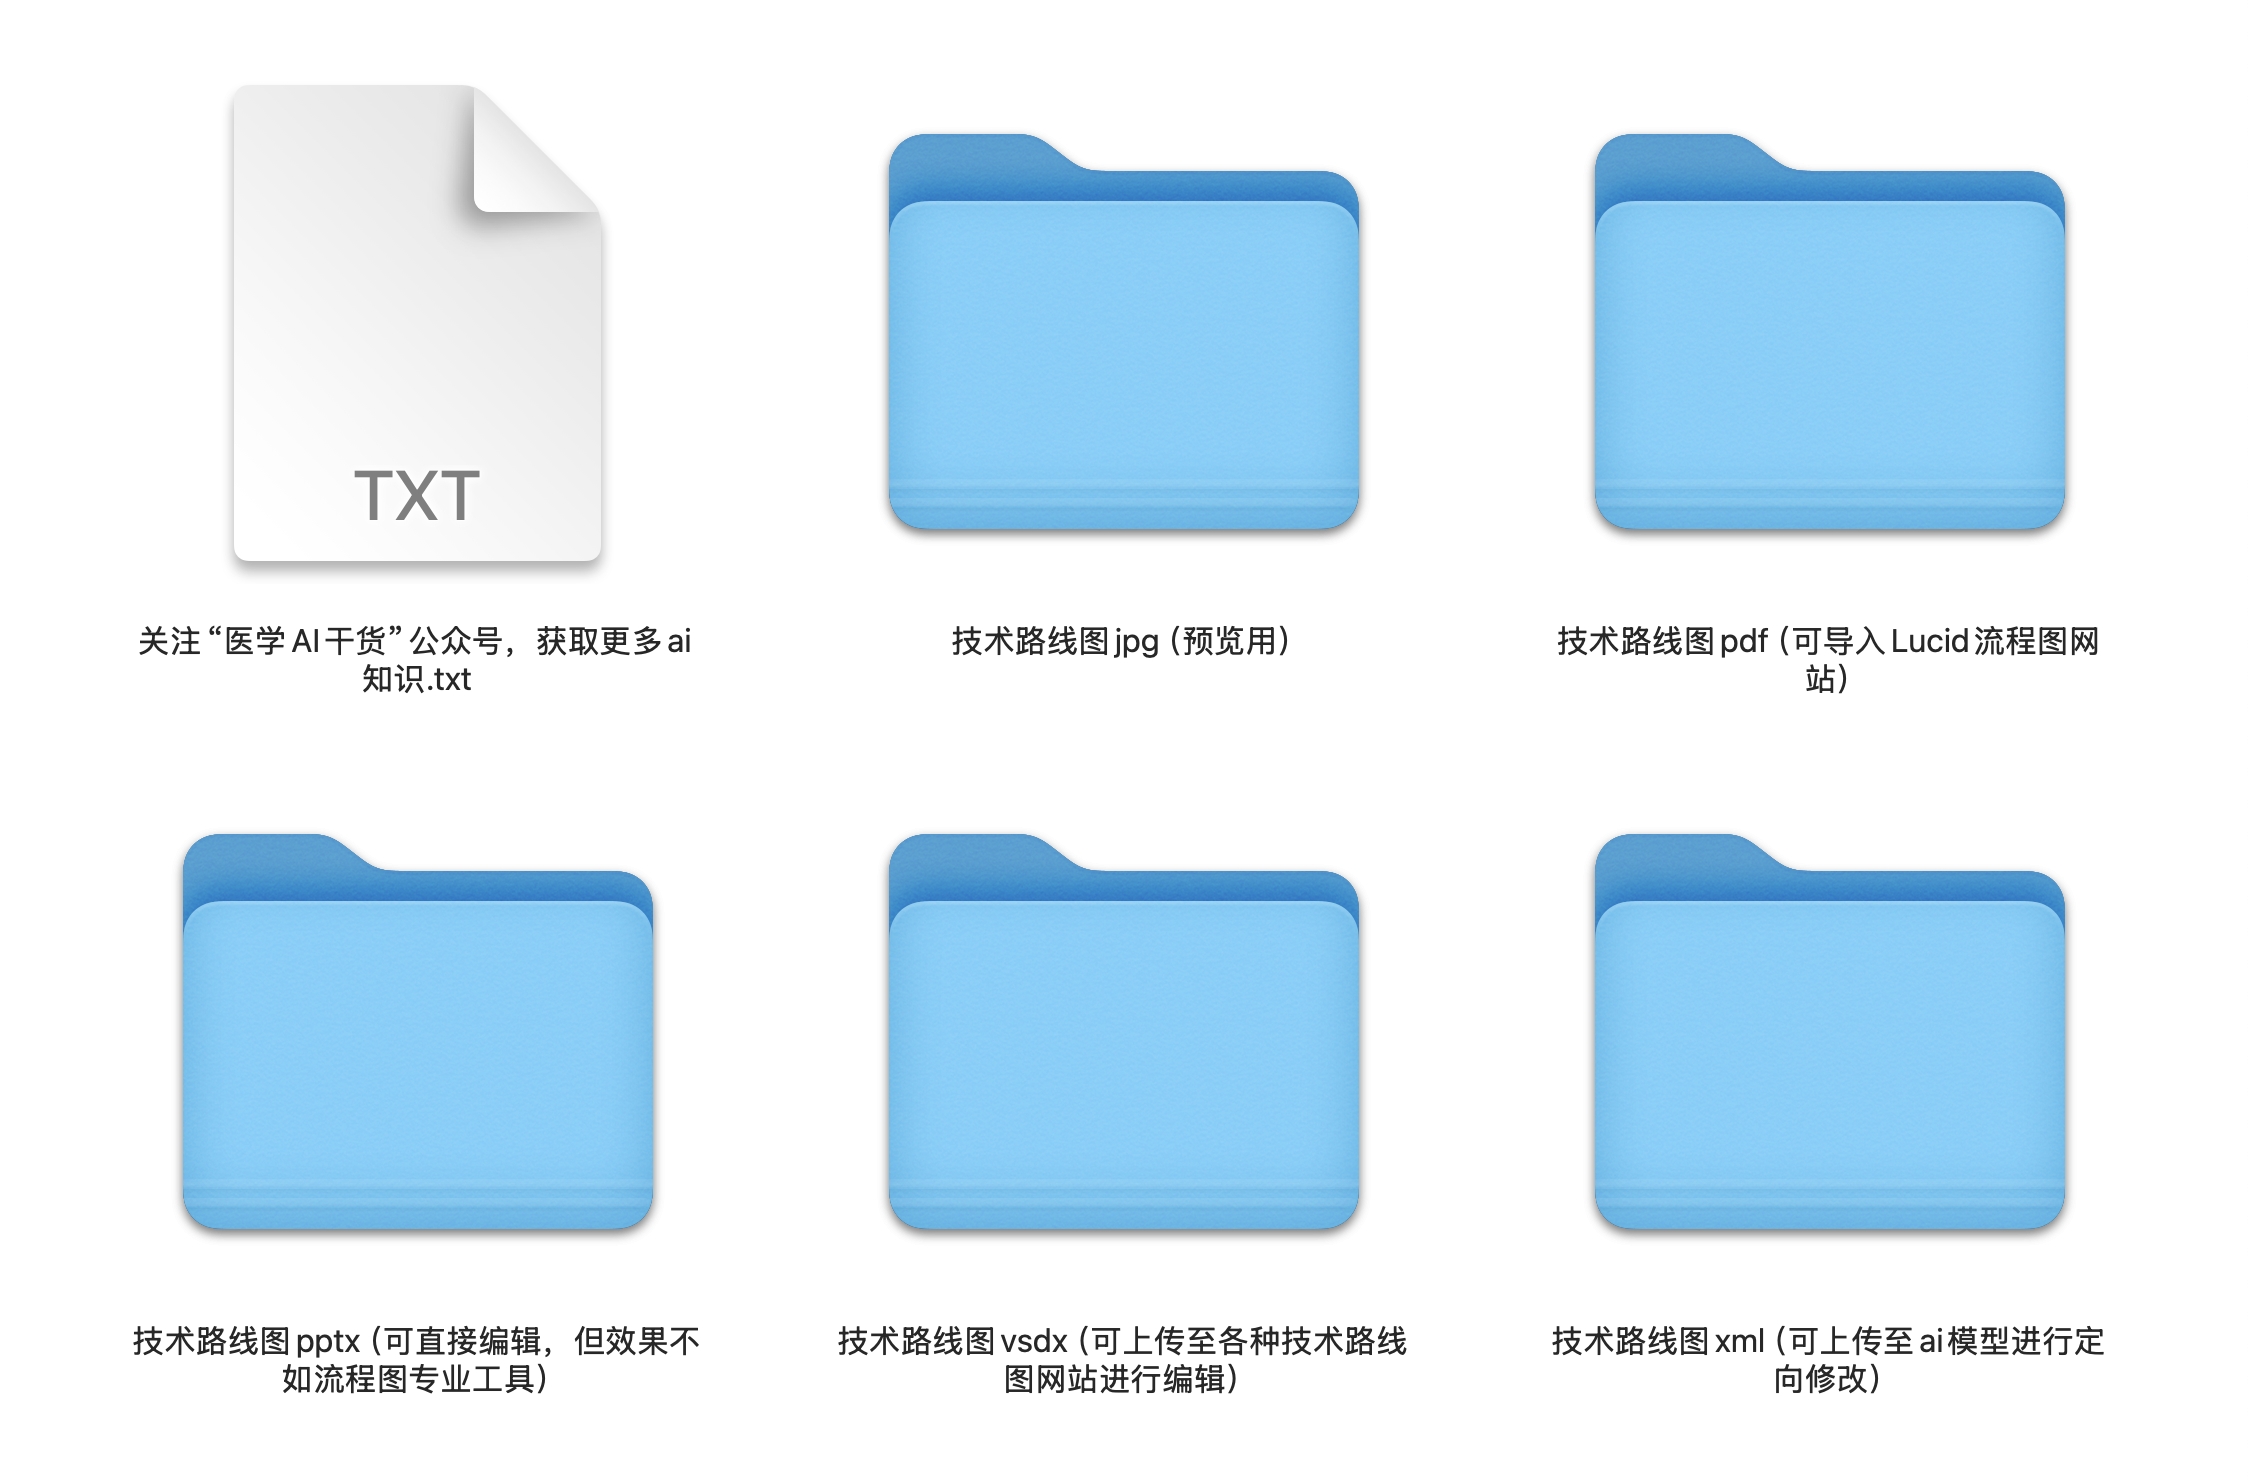 TXT
关注“医学AI干货”公众号，获取更多ai
知识.txt
技术路线图jpg（预览用）
技术路线图pdf（可导入Lucid流程图网
站）
技术路线图pptx（可直接编辑，但效果不
如流程图专业工具）
技术路线图vsdx（可上传至各种技术路线
图网站进行编辑）
技术路线图xml（可上传至ai模型进行定
向修改）